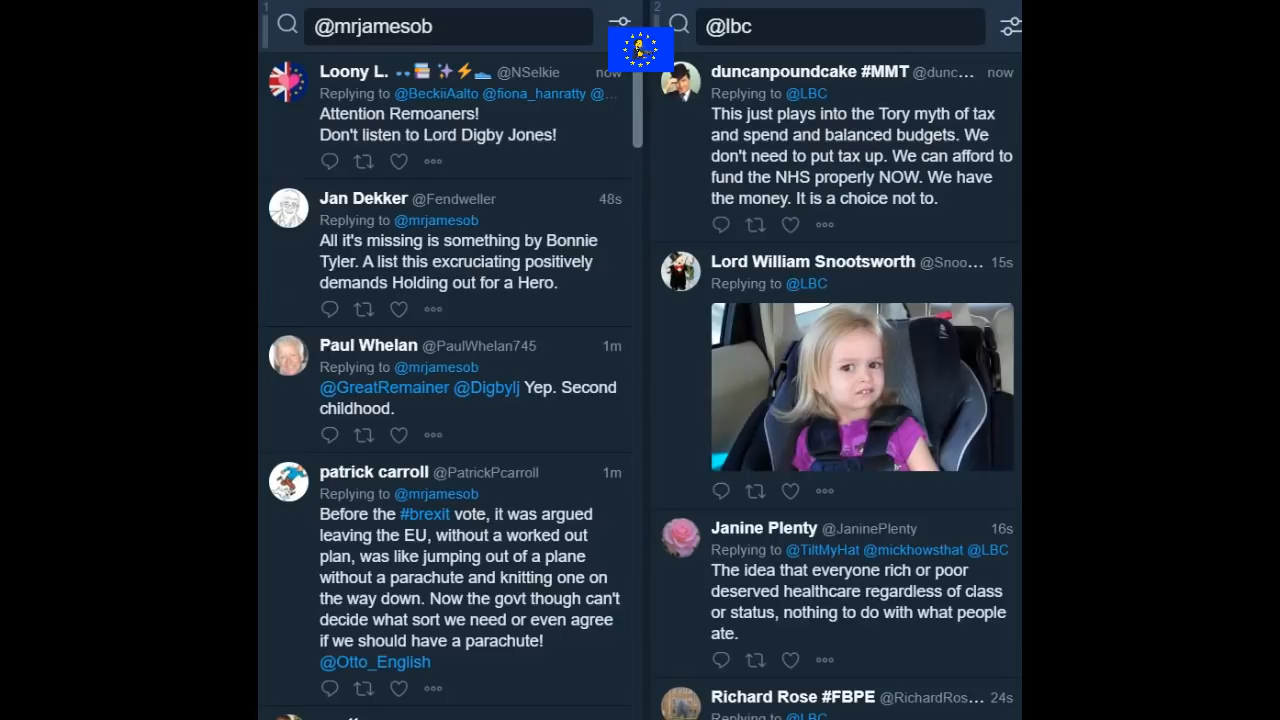 1
@mrjamesob
Loony L. @NSelkie now
Replying to @BeckiiAalto @fiona_hanratty @...
Attention Remoaners!
Don't listen to Lord Digby Jones!
Jan Dekker @Fendweller 48s
Replying to @mrjamesob
All it's missing is something by Bonnie
Tyler. A list this excruciating positively
demands Holding out for a Hero.
Paul Whelan @PaulWhelan745 1m
Replying to @mrjamesob
@GreatRemainer @Digbylj Yep. Second
childhood.
patrick carroll @PatrickPcarroll 1m
Replying to @mrjamesob
Before the #brexit vote, it was argued
leaving the EU, without a worked out
plan, was like jumping out of a plane
without a parachute and knitting one on
the way down. Now the govt though can't
decide what sort we need or even agree
if we should have a parachute!
@Otto_English
2
@lbc
duncanpoundcake #MMT @dunc... now
Replying to @LBC
This just plays into the Tory myth of tax
and spend and balanced budgets. We
don't need to put tax up. We can afford to
fund the NHS properly NOW. We have
the money. It is a choice not to.
Lord William Snootsworth @Snoo... 15s
Replying to @LBC
Janine Plenty @JaninePlenty 16s
Replying to @TiltMyHat @mickhowsthat @LBC
The idea that everyone rich or poor
deserved healthcare regardless of class
or status, nothing to do with what people
ate.
Richard Rose #FBPE @RichardRos... 24s
Replying to @LBC